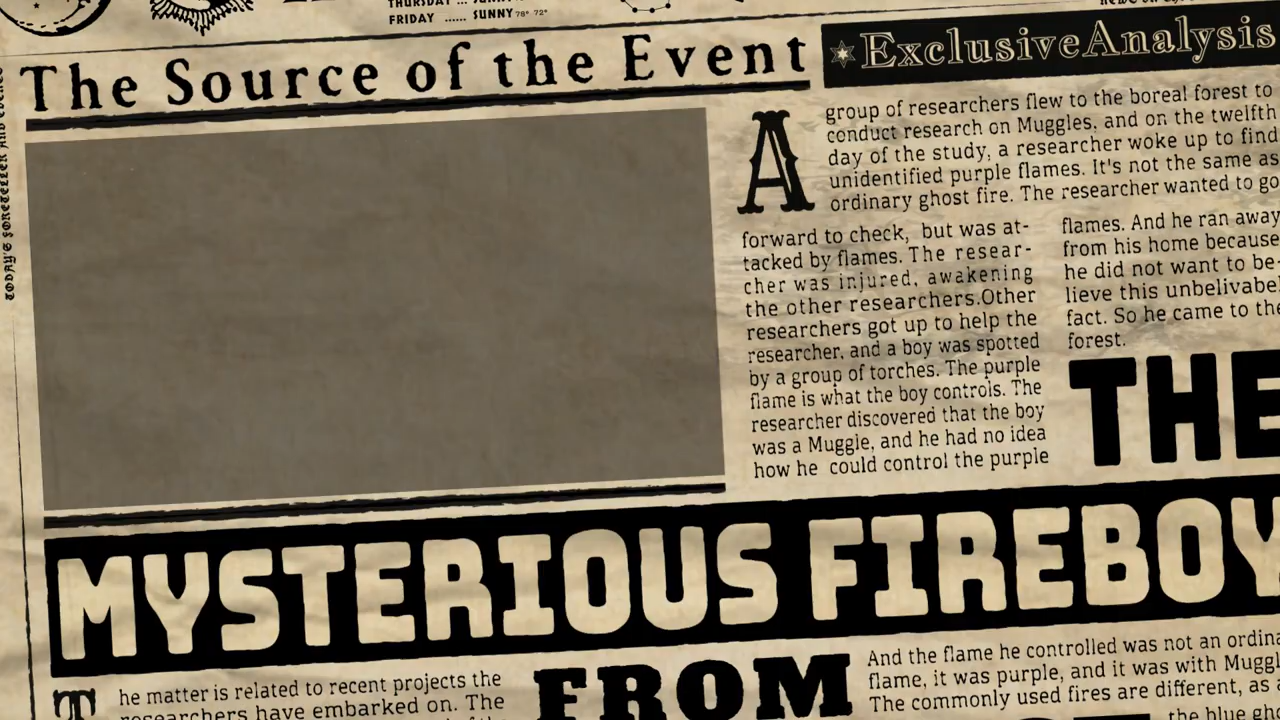 FRIDAY ...... SUNNY 78° 72°
The Source of the Event
ExclusiveAnalysis
A group of researchers flew to the boreal forest to
conduct research on Muggles, and on the twelfth
day of the study, a researcher woke up to find
unidentified purple flames. It's not the same as
ordinary ghost fire. The researcher wanted to go
forward to check, but was at-
tacked by flames. The resear-
cher was injured, awakening
the other researchers.Other
researchers got up to help the
researcher, and a boy was spotted
by a group of torches. The purple
flame is what the boy controls. The
researcher discovered that the boy
was a Muggle, and he had no idea
how he could control the purple
flames. And he ran away
from his home because
he did not want to be-
lieve this unbelivabel
fact. So he came to the
forest.
THE
MYSTERIOUS FIREBOY
FROM
The matter is related to recent projects the
researchers have embarked on. The
And the flame he controlled was not an ordina
flame, it was purple, and it was with Muggl
The commonly used fires are different, as a
the blue gho